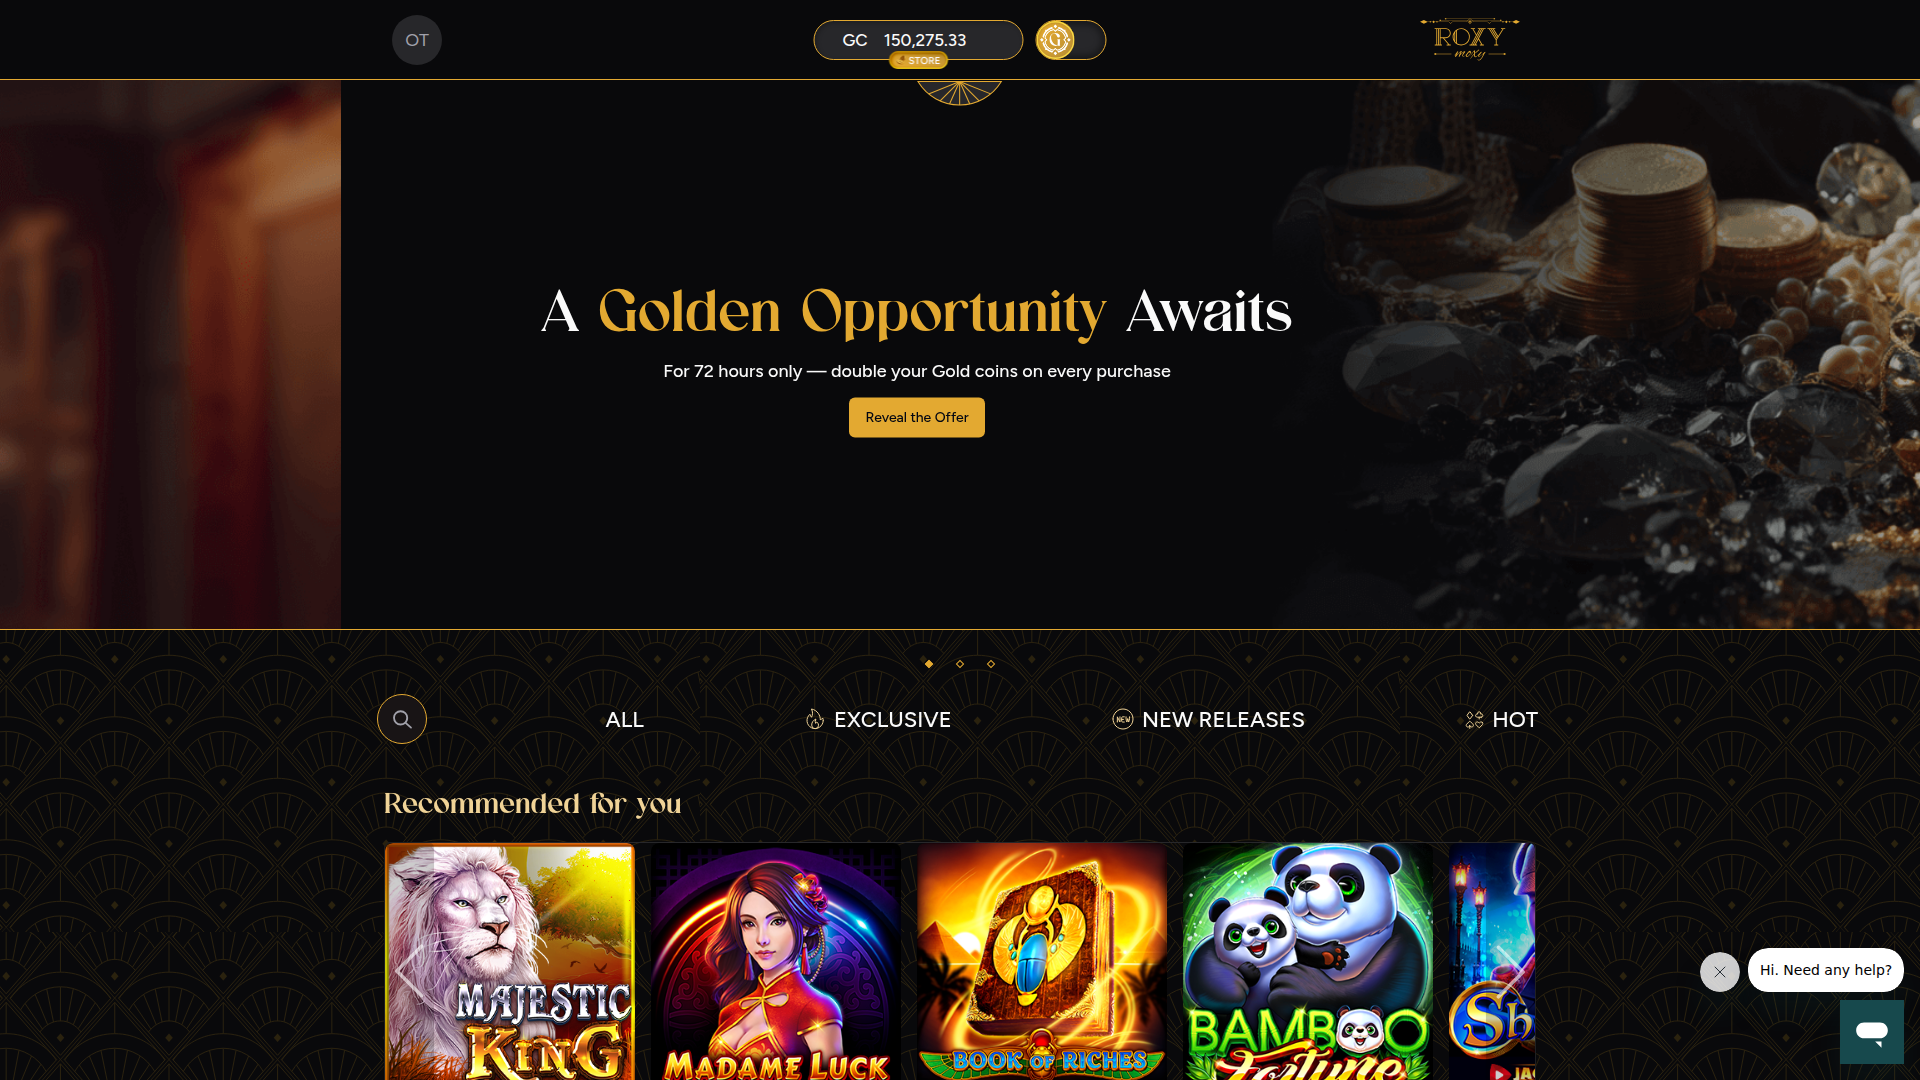 OT
GC 150,275.33
STORE
G
ROXY
moxy
A Golden Opportunity Awaits
For 72 hours only — double your Gold coins on every purchase
Reveal the Offer
ALL
EXCLUSIVE
NEW
NEW RELEASES
HOT
Recommended for you
MAJESTIC
KING
MADAME LUCK
BOOK OF RICHES
BAMBOO
Fortune
Sh
JAC
Hi. Need any help?